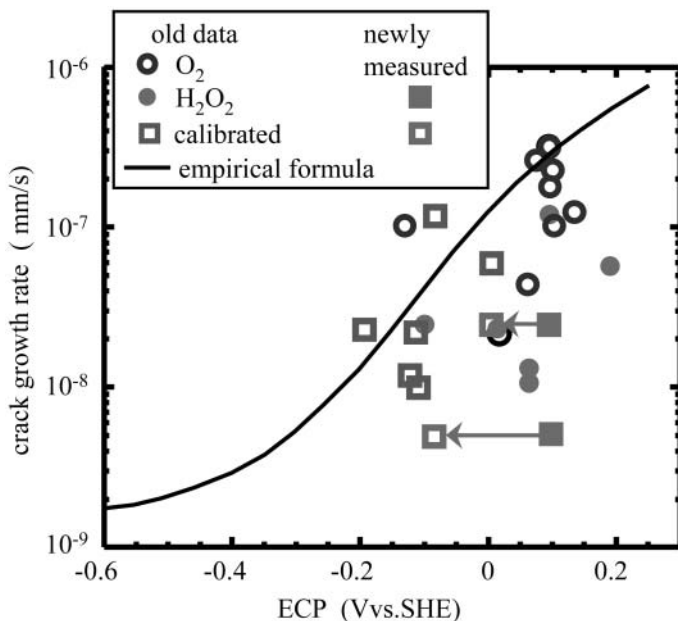 old data newly
O₂ measured
H₂O₂
calibrated
empirical formula
10⁻⁶
10⁻⁷
10⁻⁸
10⁻⁹
crack growth rate ( mm/s)
-0.6 -0.4 -0.2 0 0.2
ECP (Vvs.SHE)